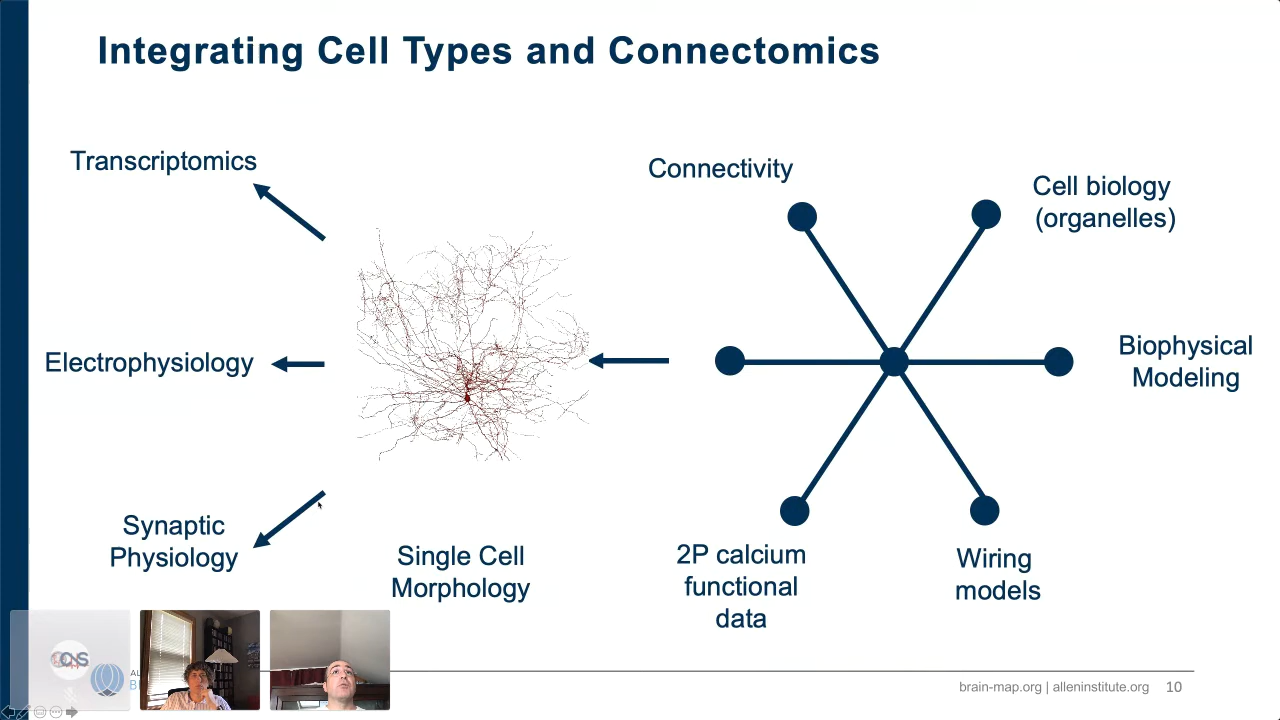 Integrating Cell Types and Connectomics
Transcriptomics
Connectivity
Cell biology
(organelles)
Electrophysiology
Biophysical
Modeling
Synaptic
Physiology
Single Cell
Morphology
2P calcium
functional
data
Wiring
models
brain-map.org | alleninstitute.org 10